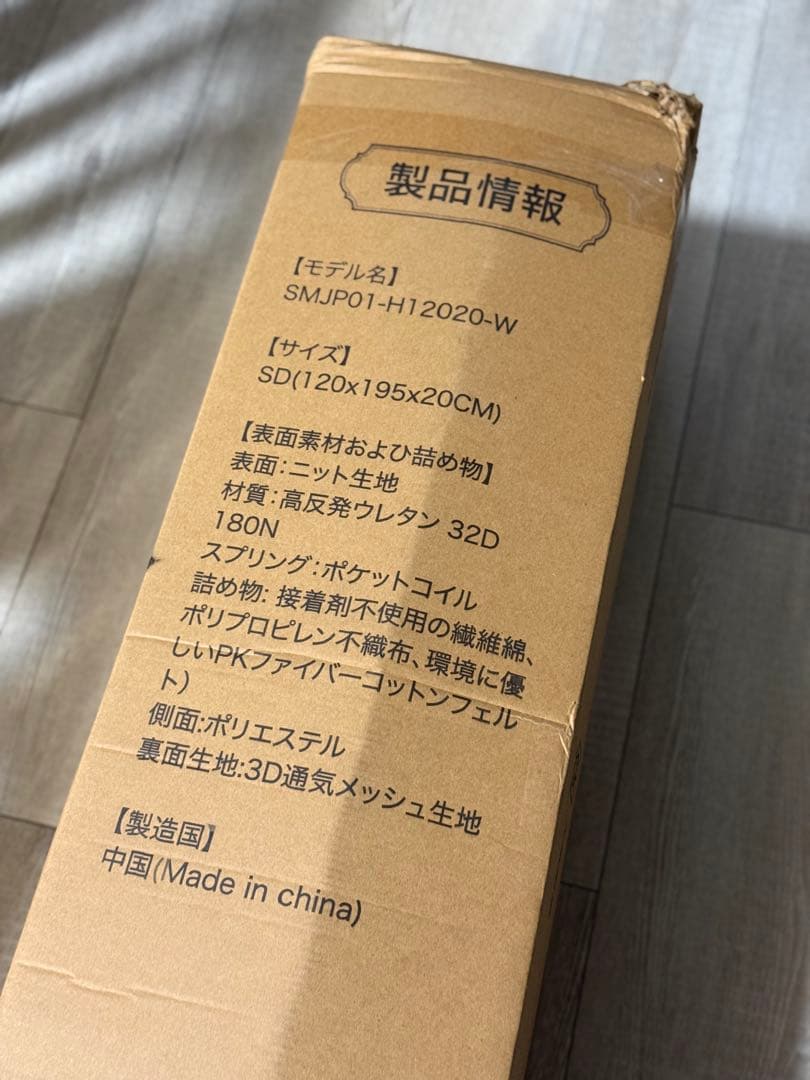 製品情報
【モデル名】
SMJP01-H12020-W
【サイズ】
SD(120x195x20CM)
【表面素材およひ詰め物】
表面:ニット生地
材質:高反発ウレタン 32D
180N
スプリング:ポケットコイル
詰め物: 接着剤不使用の繊維綿、
ポリプロピレン不織布、環境に優
しいPKファイバーコットンフェル
ト)
側面:ポリエステル
裏面生地:3D通気メッシュ生地
【製造国】
中国(Made in china)